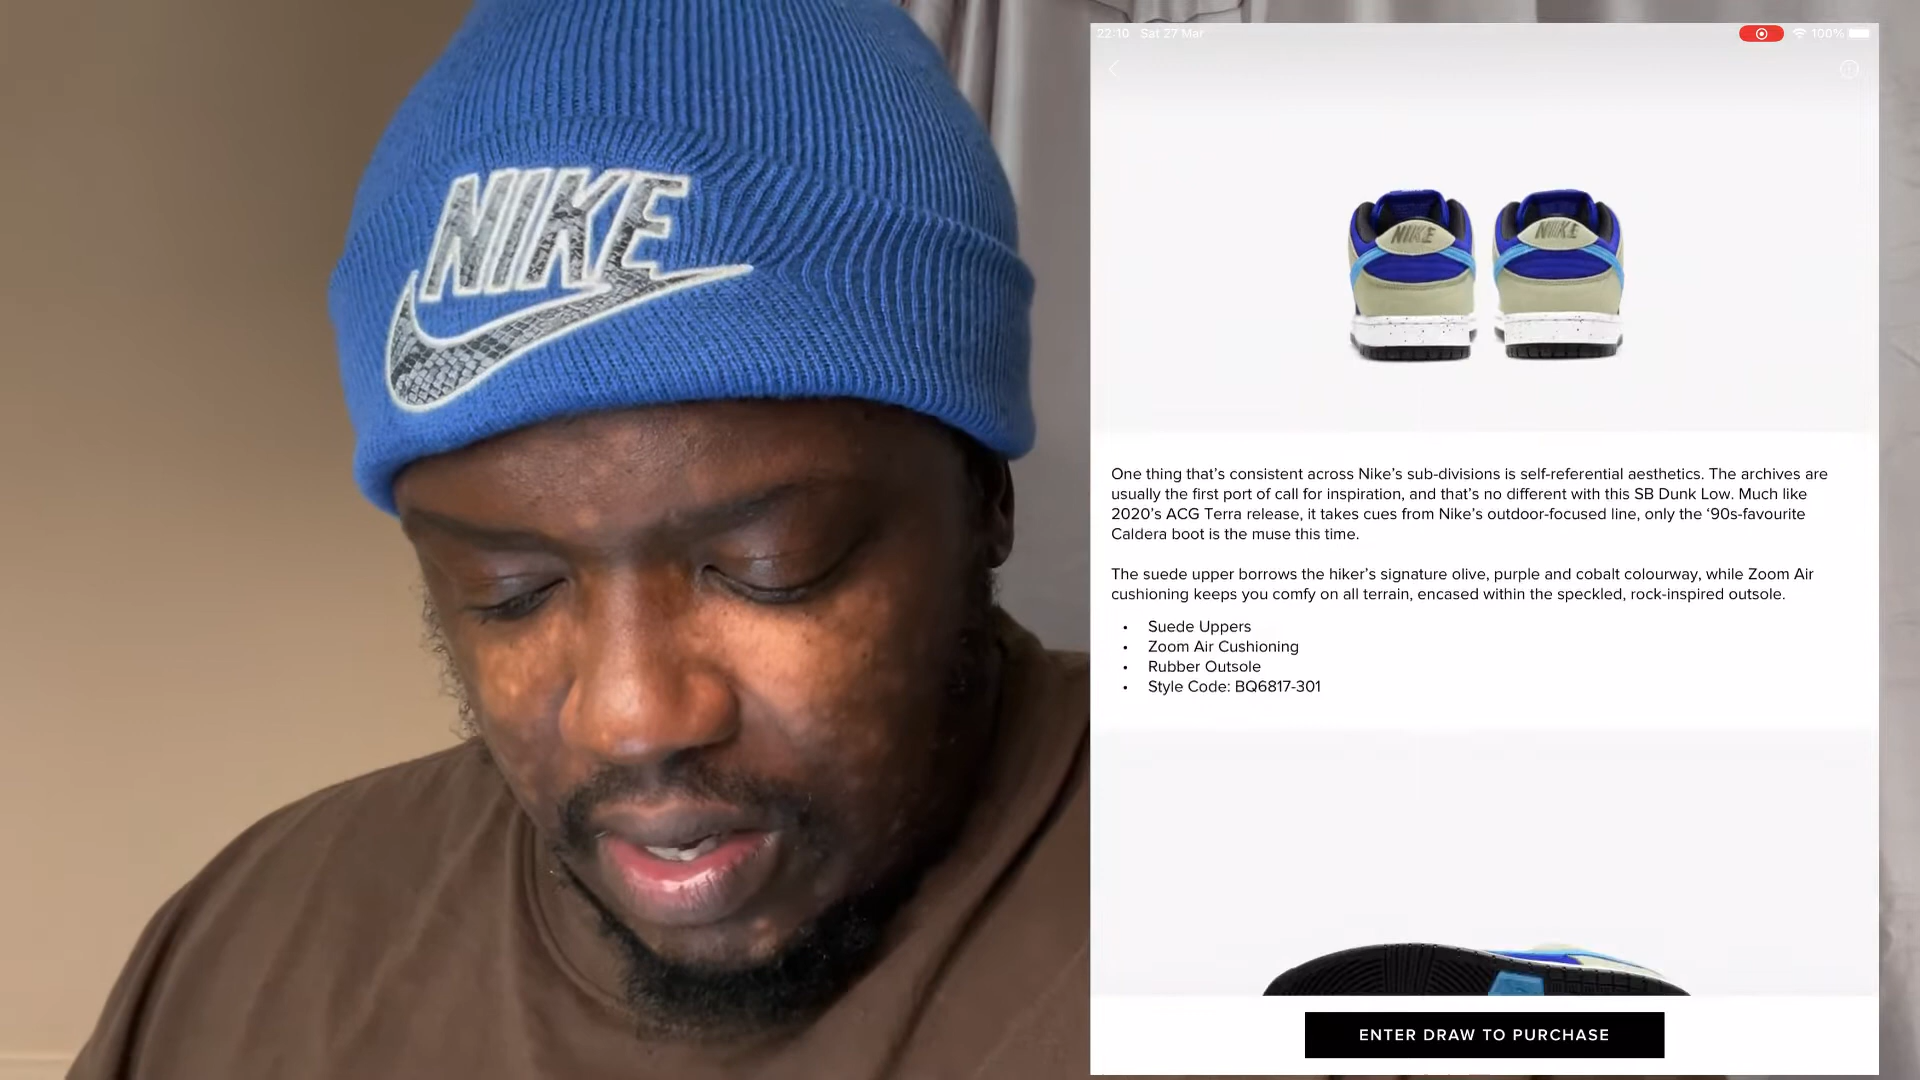 NIKE
22:10 Sat 27 Mar
100%
NIKE
NIKE
One thing that’s consistent across Nike’s sub-divisions is self-referential aesthetics. The archives are
usually the first port of call for inspiration, and that’s no different with this SB Dunk Low. Much like
2020’s ACG Terra release, it takes cues from Nike’s outdoor-focused line, only the ‘90s-favourite
Caldera boot is the muse this time.
The suede upper borrows the hiker’s signature olive, purple and cobalt colourway, while Zoom Air
cushioning keeps you comfy on all terrain, encased within the speckled, rock-inspired outsole.
• Suede Uppers
• Zoom Air Cushioning
• Rubber Outsole
• Style Code: BQ6817-301
ENTER DRAW TO PURCHASE